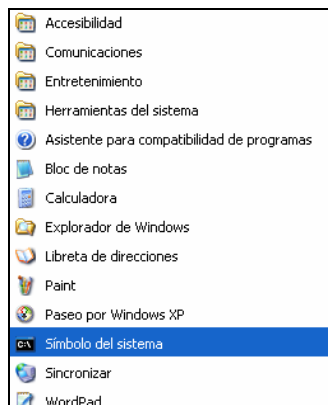 Accesibilidad
Comunicaciones
Entretenimiento
Herramientas del sistema
Asistente para compatibilidad de programas
Bloc de notas
Calculadora
Explorador de Windows
Libreta de direcciones
Paint
Paseo por Windows XP
Símbolo del sistema
Sincronizar
WordPad